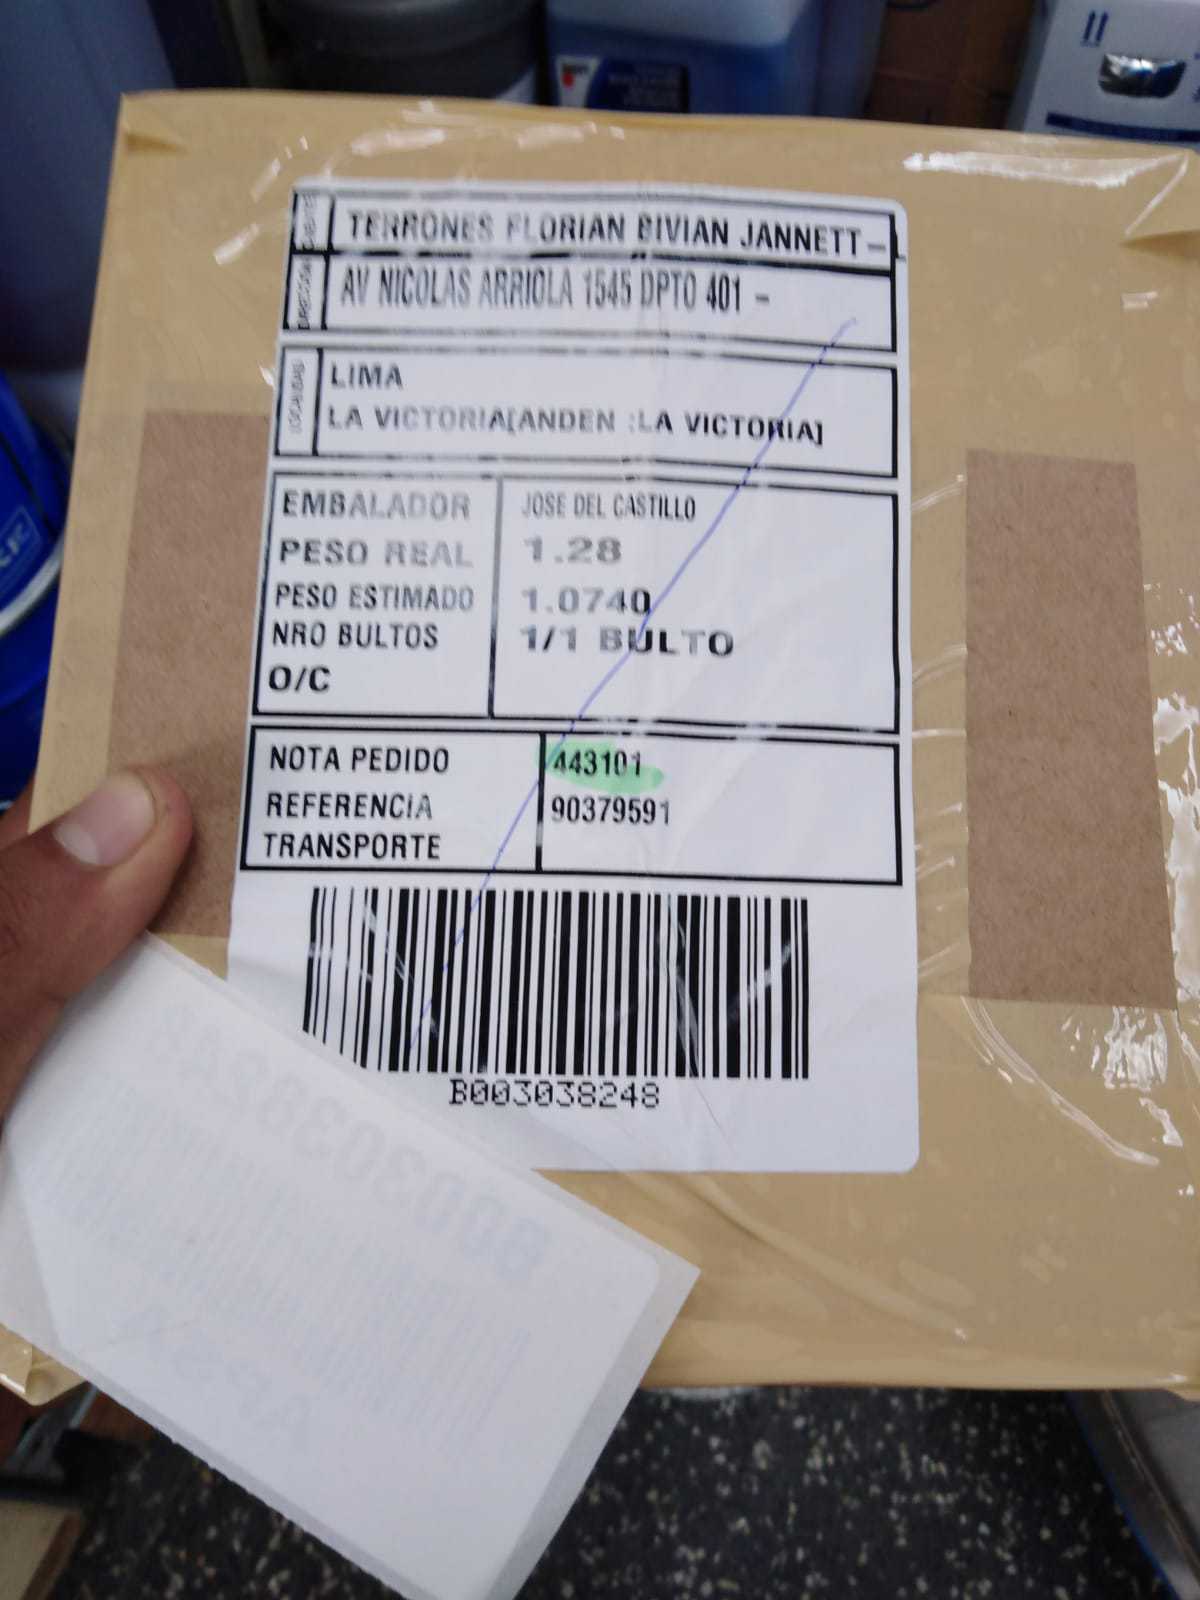 TERRONES FLORIAN BIVIAN JANNETT -
AV NICOLAS ARRIOLA 1545 DPTO 401 -
LIMA
LA VICTORIA[ANDEN :LA VICTORIA]
EMBALADOR JOSE DEL CASTILLO
PESO REAL 1.28
PESO ESTIMADO 1.0740
NRO BULTOS 1/1 BULTO
O/C
NOTA PEDIDO 443101
REFERENCIA 90379591
TRANSPORTE
B003038248